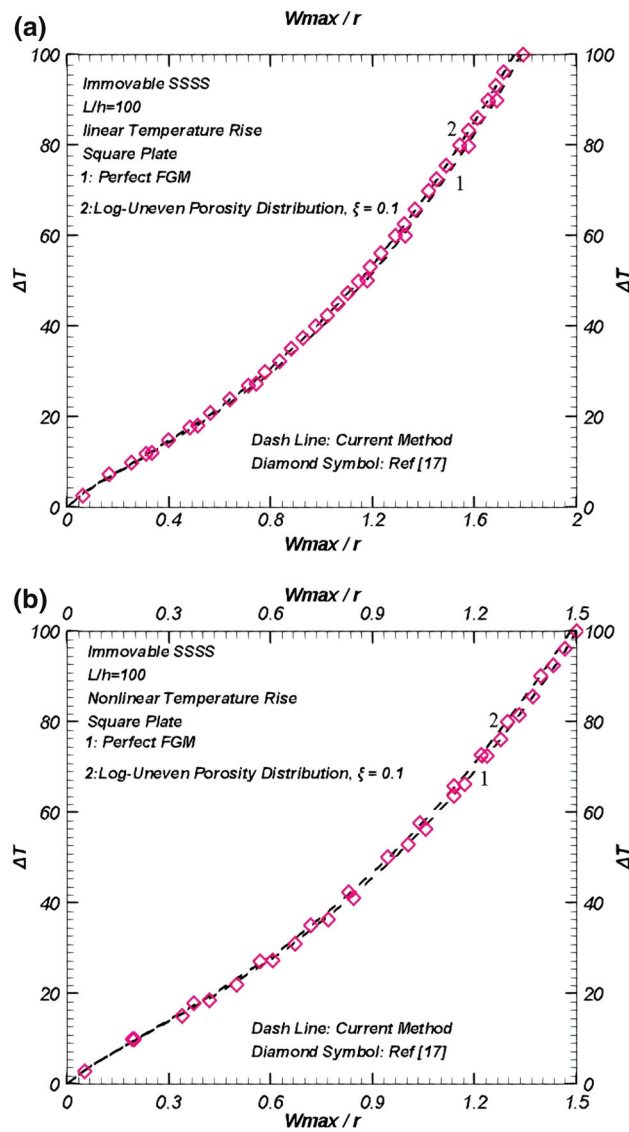 (a)
Wmax / r
100
100
Immovable SSSS
L/h=100
linear Temperature Rise
Square Plate
1: Perfect FGM
2:Log-Uneven Porosity Distribution, ξ = 0.1
2
1
80
80
60
60
ΔT
ΔT
40
40
20
20
Dash Line: Current Method
Diamond Symbol: Ref [17]
0
0
0 0.4 0.8 1.2 1.6 2
Wmax / r
(b)
Wmax / r
0 0.3 0.6 0.9 1.2 1.5
100
100
Immovable SSSS
L/h=100
Nonlinear Temperature Rise
Square Plate
1: Perfect FGM
2:Log-Uneven Porosity Distribution, ξ = 0.1
2
1
80
80
60
60
ΔT
ΔT
40
40
20
20
Dash Line: Current Method
Diamond Symbol: Ref [17]
0
0
0 0.3 0.6 0.9 1.2 1.5
Wmax / r